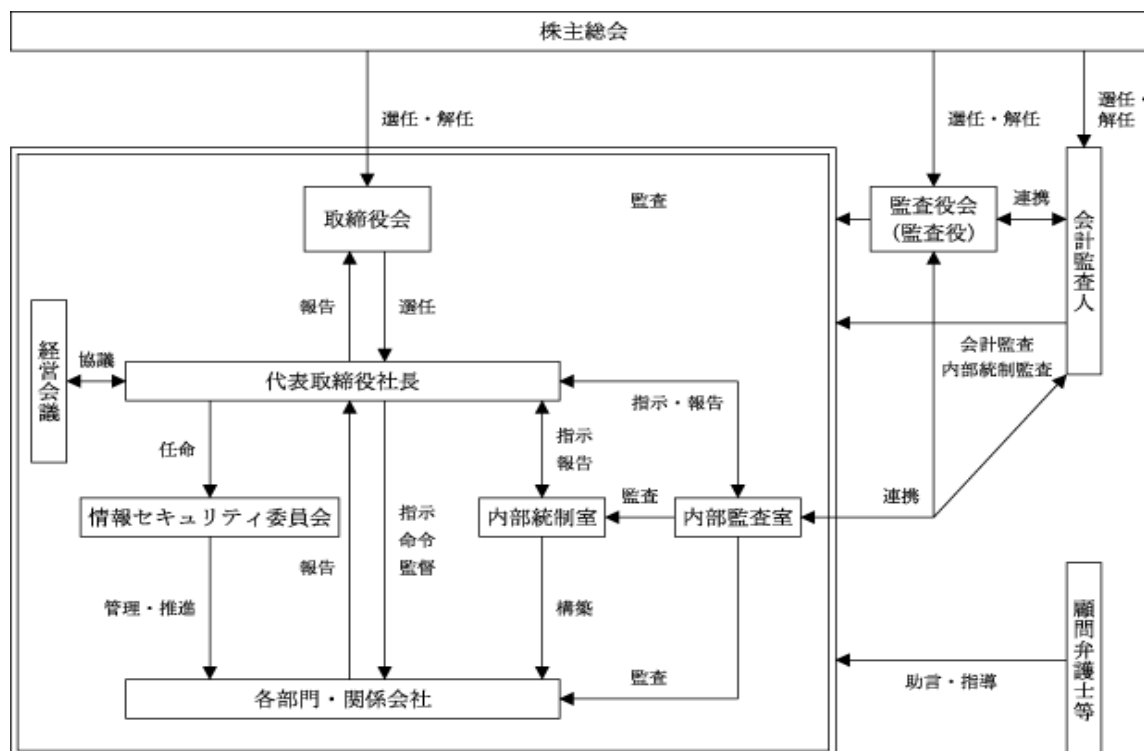 株主総会
選任・解任
選任・解任
選任・
解任
取締役会
監査
監査役会
(監査役)
連携
会計監査人
報告
選任
経営会議
協議
代表取締役社長
会計監査
内部統制監査
指示・報告
任命
指示
報告
情報セキュリティ委員会
内部統制室
監査
内部監査室
連携
報告
指示
命令
監督
管理・推進
構築
顧問弁護士等
各部門・関係会社
監査
助言・指導